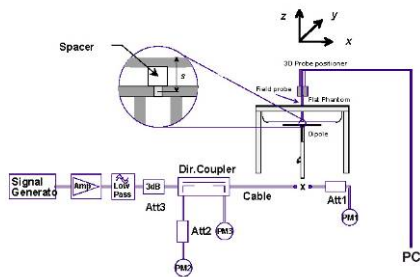 z
y
x
Spacer
s
3D Probe positioner
Field probe
Flat Phantom
Dipole
Signal
Generato
Amp
Low
Pass
3dB
Att3
Dir.Coupler
Cable
x
Att1
PM1
Att2
PM3
PM2
PC